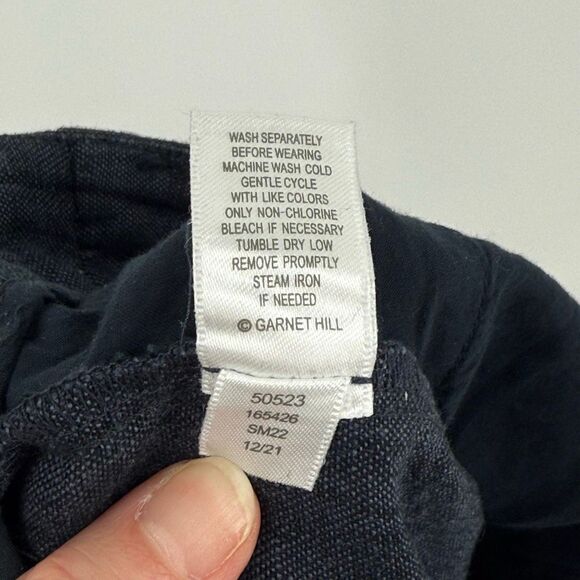 WASH SEPARATELY
BEFORE WEARING
MACHINE WASH COLD
GENTLE CYCLE
WITH LIKE COLORS
ONLY NON-CHLORINE
BLEACH IF NECESSARY
TUMBLE DRY LOW
REMOVE PROMPTLY
STEAM IRON
IF NEEDED
© GARNET HILL
50523
165426
SM22
12/21